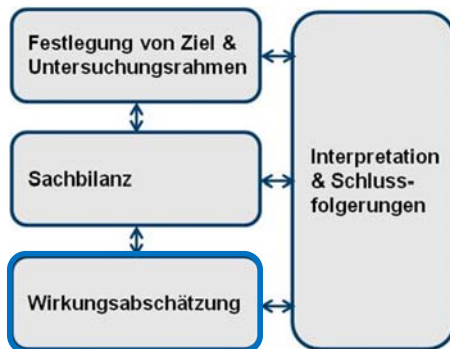 Festlegung von Ziel &
Untersuchungsrahmen
Sachbilanz
Wirkungsabschätzung
Interpretation
& Schluss-
folgerungen